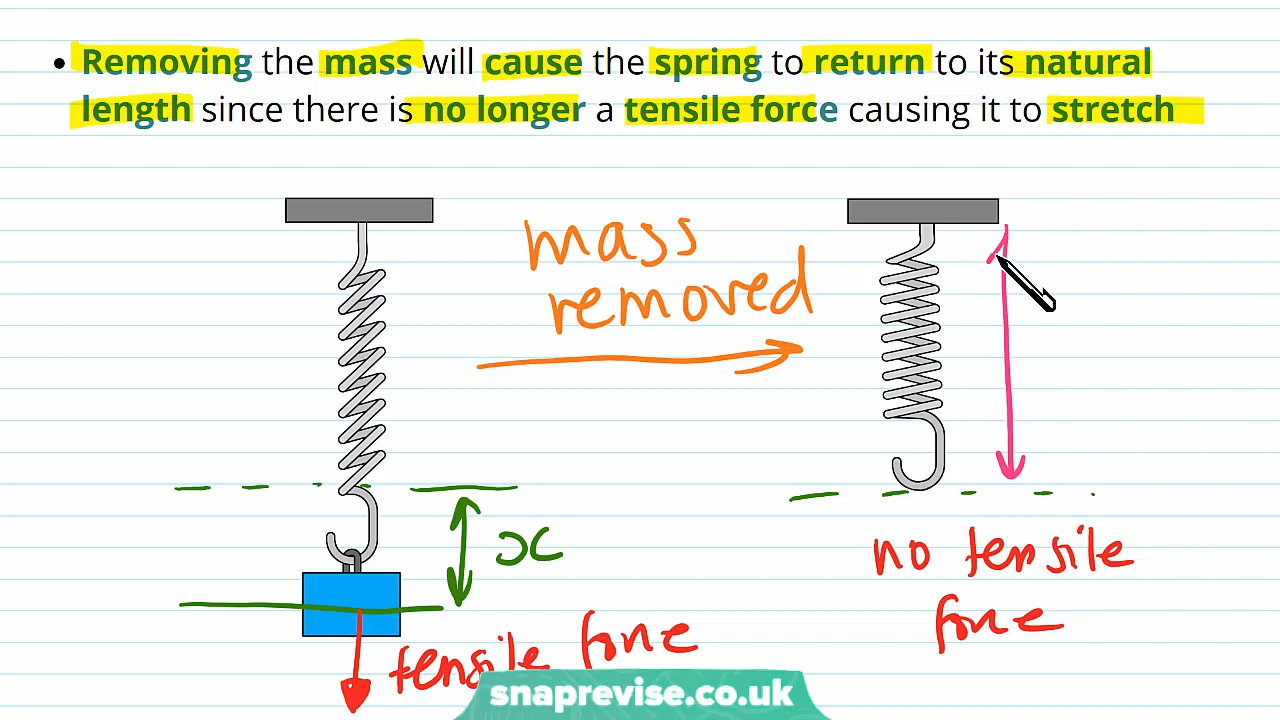 • Removing the mass will cause the spring to return to its natural
length since there is no longer a tensile force causing it to stretch
mass
removed
x
no tensile
force
tensile force
snaprevise.co.uk